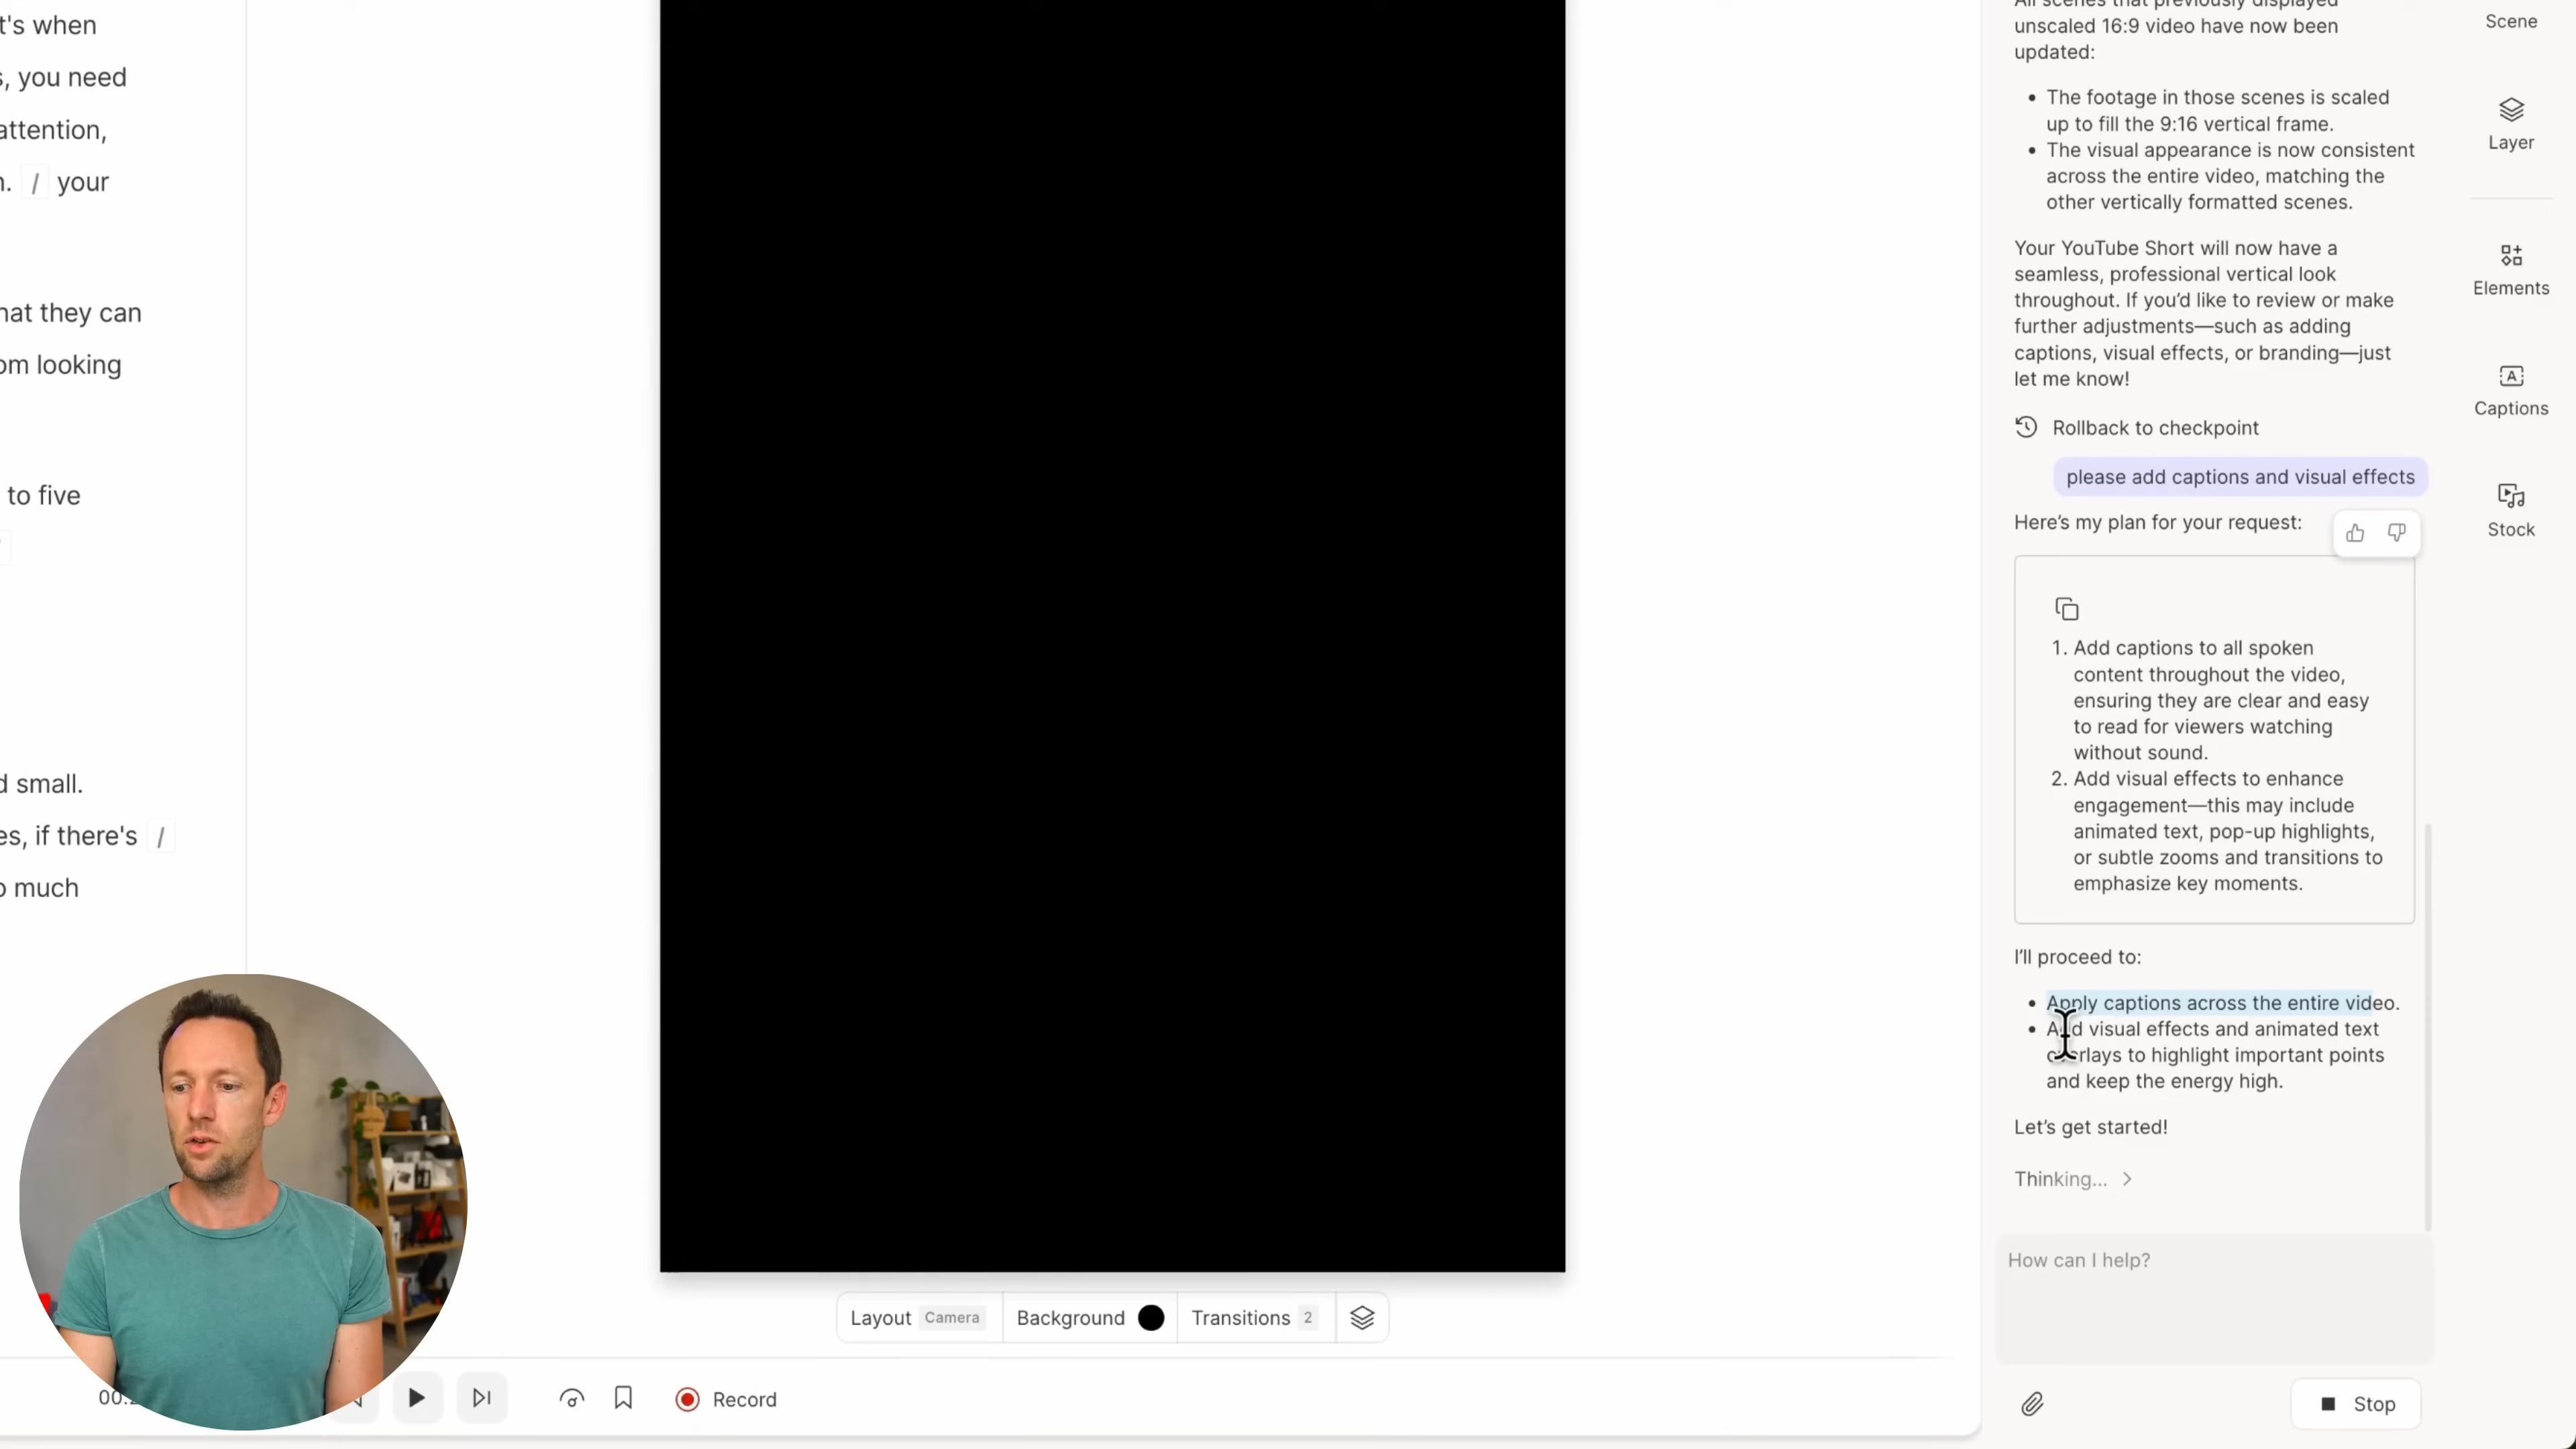 t's when
s, you need
attention,
n. / your
hat they can
om looking
to five
d small.
es, if there's /
o much
Layout Camera
Background
Transitions 2
Record
All scenes that previously displayed
unscaled 16:9 video have now been
updated:
• The footage in those scenes is scaled
up to fill the 9:16 vertical frame.
• The visual appearance is now consistent
across the entire video, matching the
other vertically formatted scenes.
Your YouTube Short will now have a
seamless, professional vertical look
throughout. If you'd like to review or make
further adjustments—such as adding
captions, visual effects, or branding—just
let me know!
Rollback to checkpoint
please add captions and visual effects
Here's my plan for your request:
1. Add captions to all spoken
content throughout the video,
ensuring they are clear and easy
to read for viewers watching
without sound.
2. Add visual effects to enhance
engagement—this may include
animated text, pop-up highlights,
or subtle zooms and transitions to
emphasize key moments.
I'll proceed to:
• Apply captions across the entire video.
• Add visual effects and animated text
overlays to highlight important points
and keep the energy high.
Let's get started!
Thinking...
How can I help?
Stop
Scene
Layer
Elements
Captions
Stock